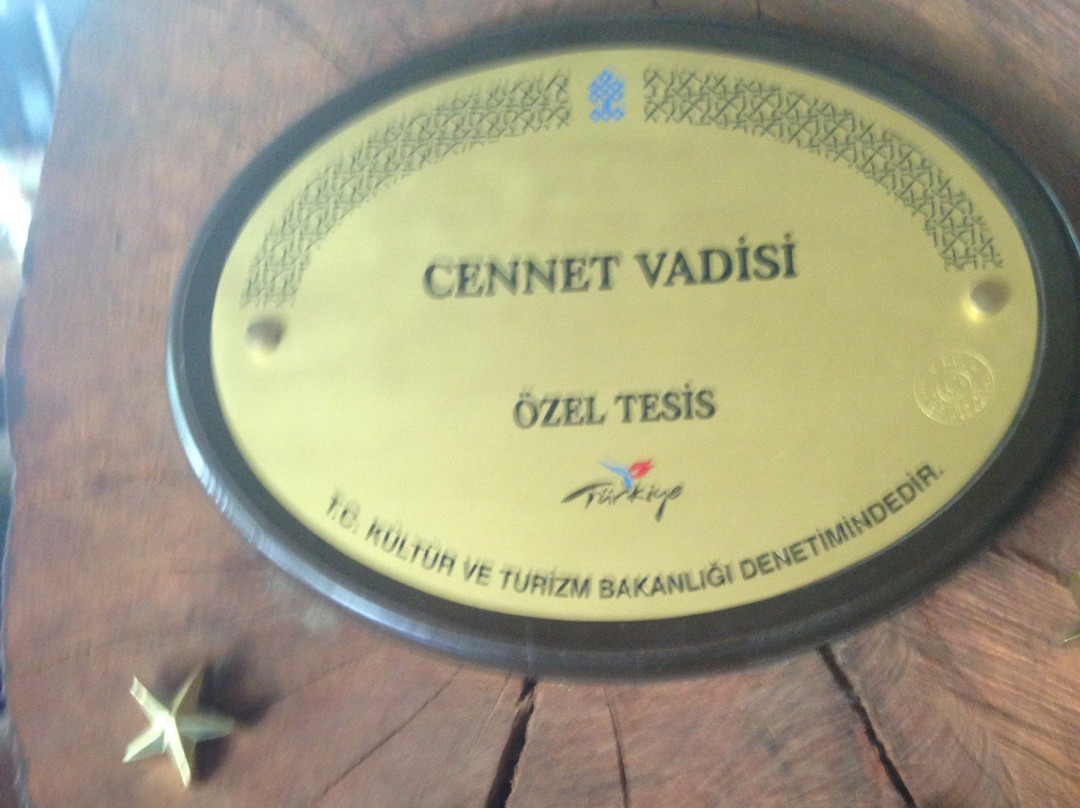 CENNET VADİSİ
ÖZEL TESİS
Türkiye
T.C. KÜLTÜR VE TURİZM BAKANLIĞI DENETİMİNDEDİR.